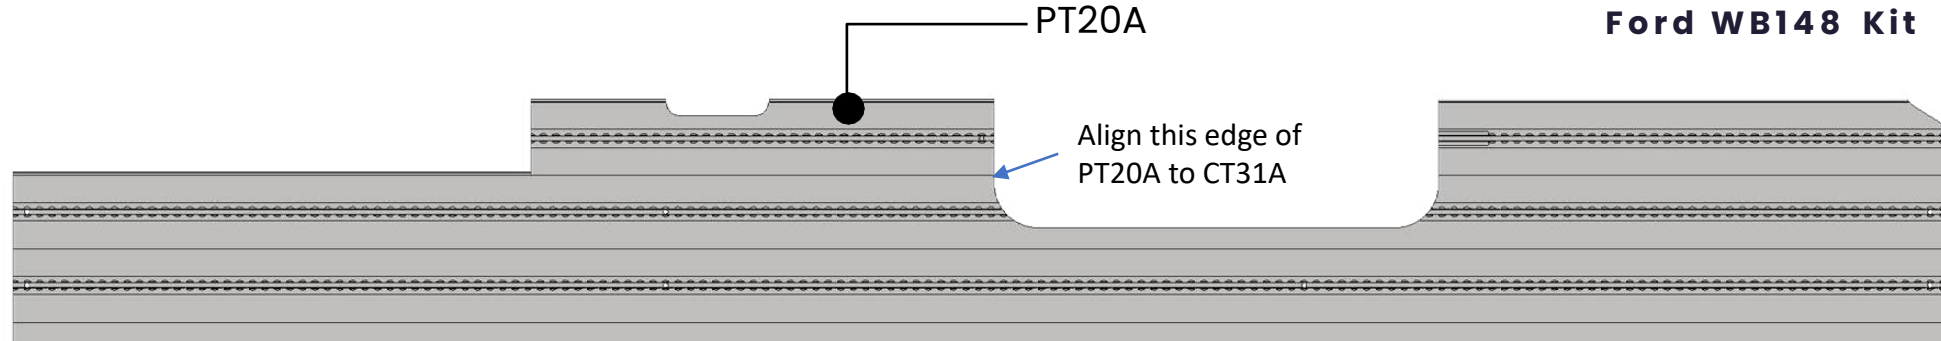 PT20A
Ford WB148 Kit
Align this edge of
PT20A to CT31A